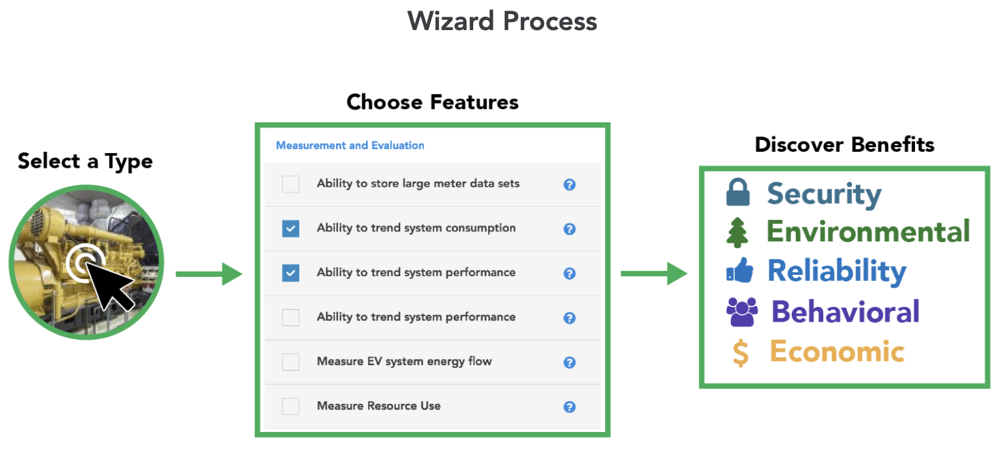 Wizard Process
Select a Type
Choose Features
Measurement and Evaluation
Ability to store large meter data sets
?
Ability to trend system consumption
?
Ability to trend system performance
?
Ability to trend system performance
?
Measure EV system energy flow
?
Measure Resource Use
?
Discover Benefits
Security
Environmental
Reliability
Behavioral
$ Economic